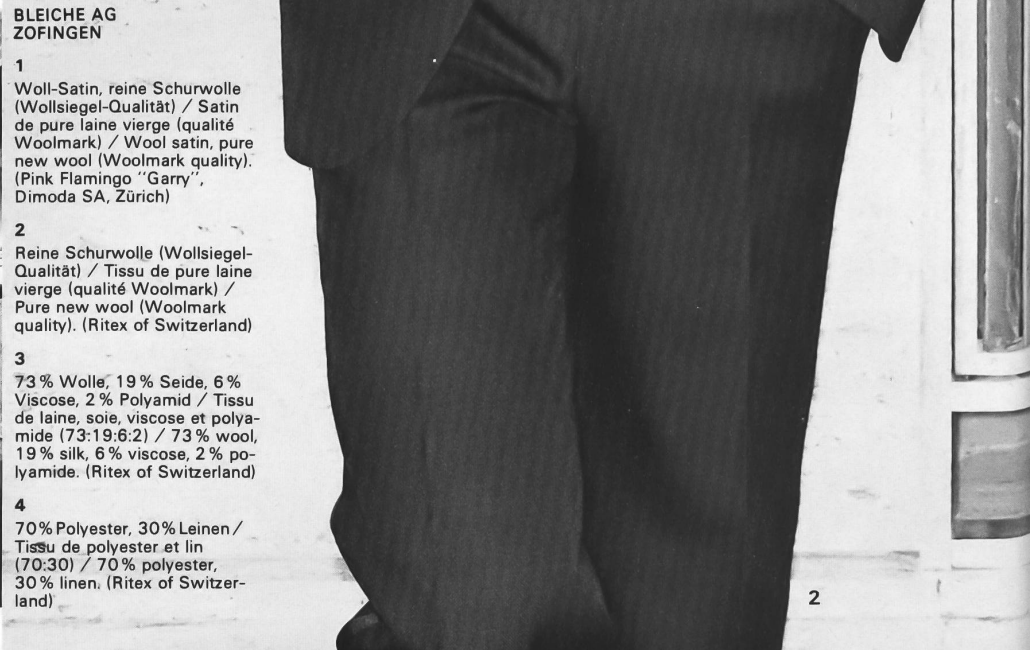 BLEICHE AG
ZOFINGEN
1
Woll-Satin, reine Schurwolle
(Wollsiegel-Qualität) / Satin
de pure laine vierge (qualité
Woolmark) / Wool satin, pure
new wool (Woolmark quality).
(Pink Flamingo "Garry",
Dimoda SA, Zürich)
2
Reine Schurwolle (Wollsiegel-
Qualität) / Tissu de pure laine
vierge (qualité Woolmark) /
Pure new wool (Woolmark
quality). (Ritex of Switzerland)
3
73% Wolle, 19% Seide, 6%
Viscose, 2% Polyamid / Tissu
de laine, soie, viscose et polya-
mide (73:19:6:2) / 73% wool,
19% silk, 6% viscose, 2% po-
lyamide. (Ritex of Switzerland)
4
70% Polyester, 30% Leinen /
Tissu de polyester et lin
(70:30) / 70% polyester,
30% linen. (Ritex of Switzer-
land)
2